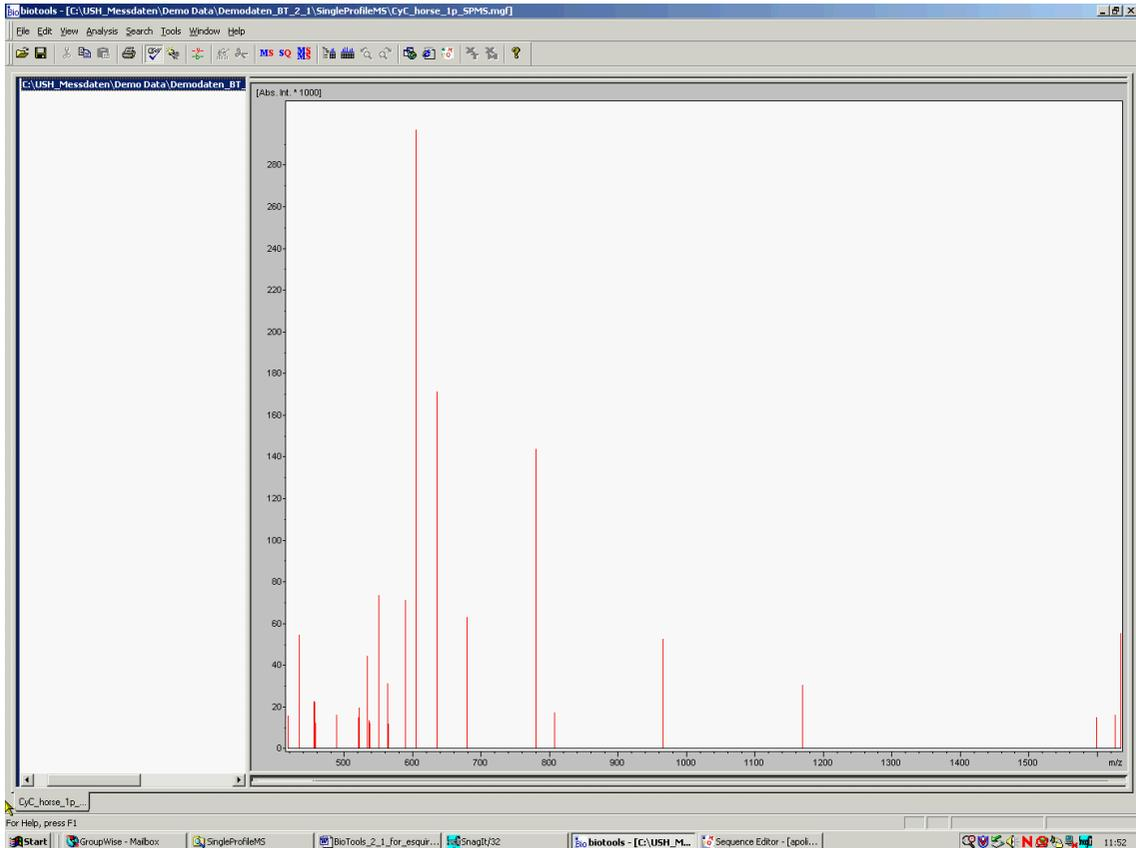 biotools - [C:\USH_Messdaten\Demo Data\Demodaten_BT_2_1\SingleProfileMS\CyC_horse_1p_SPMS.mgf]
File Edit View Analysis Search Tools Window Help
MS SQ MS MS ?
C:\USH_Messdaten\Demo Data\Demodaten_BT_
[Abs. Int. * 1000]
280
260
240
220
200
180
160
140
120
100
80
60
40
20
0
500 600 700 800 900 1000 1100 1200 1300 1400 1500 m/z
CyC_horse_1p_...
For Help, press F1
Start GroupWise - Mailbox SingleProfileMS BioTools_2_1_for_esquir... SnagIt/32 biotools - [C:\USH_M... Sequence Editor - [apoli... 11:52